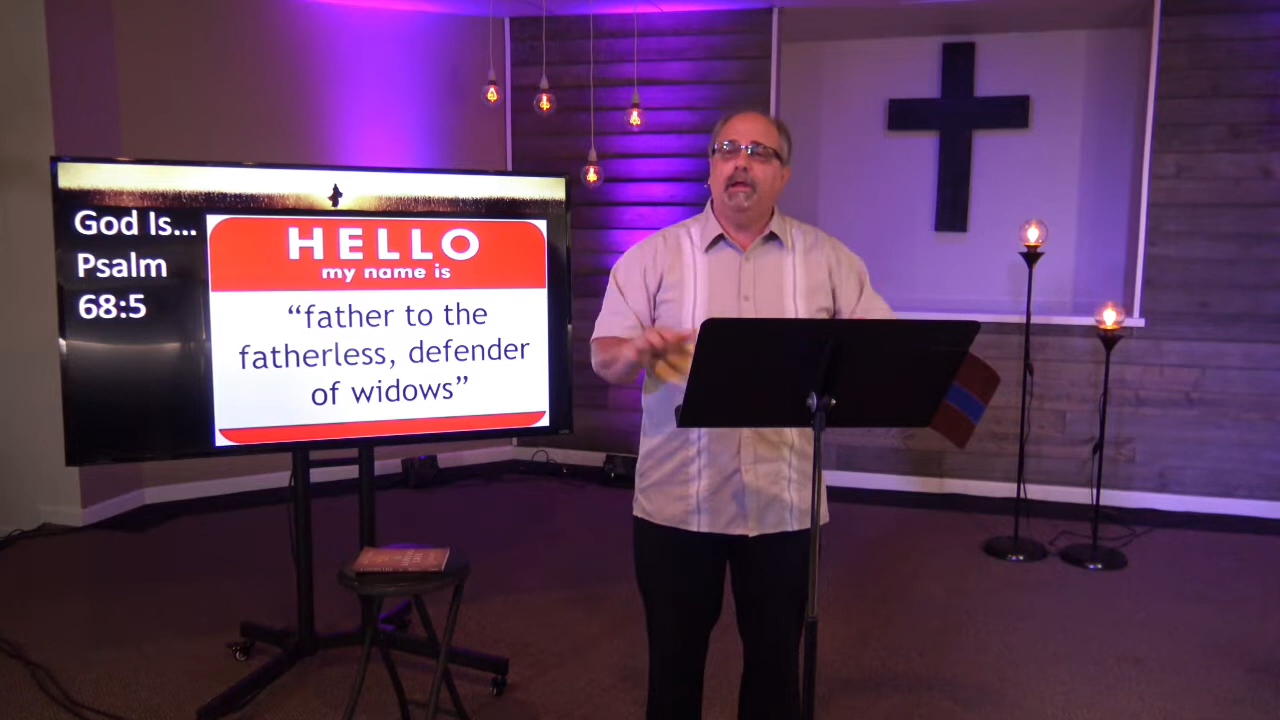 God Is...
Psalm
68:5
HELLO
my name is
“father to the
fatherless, defender
of widows”